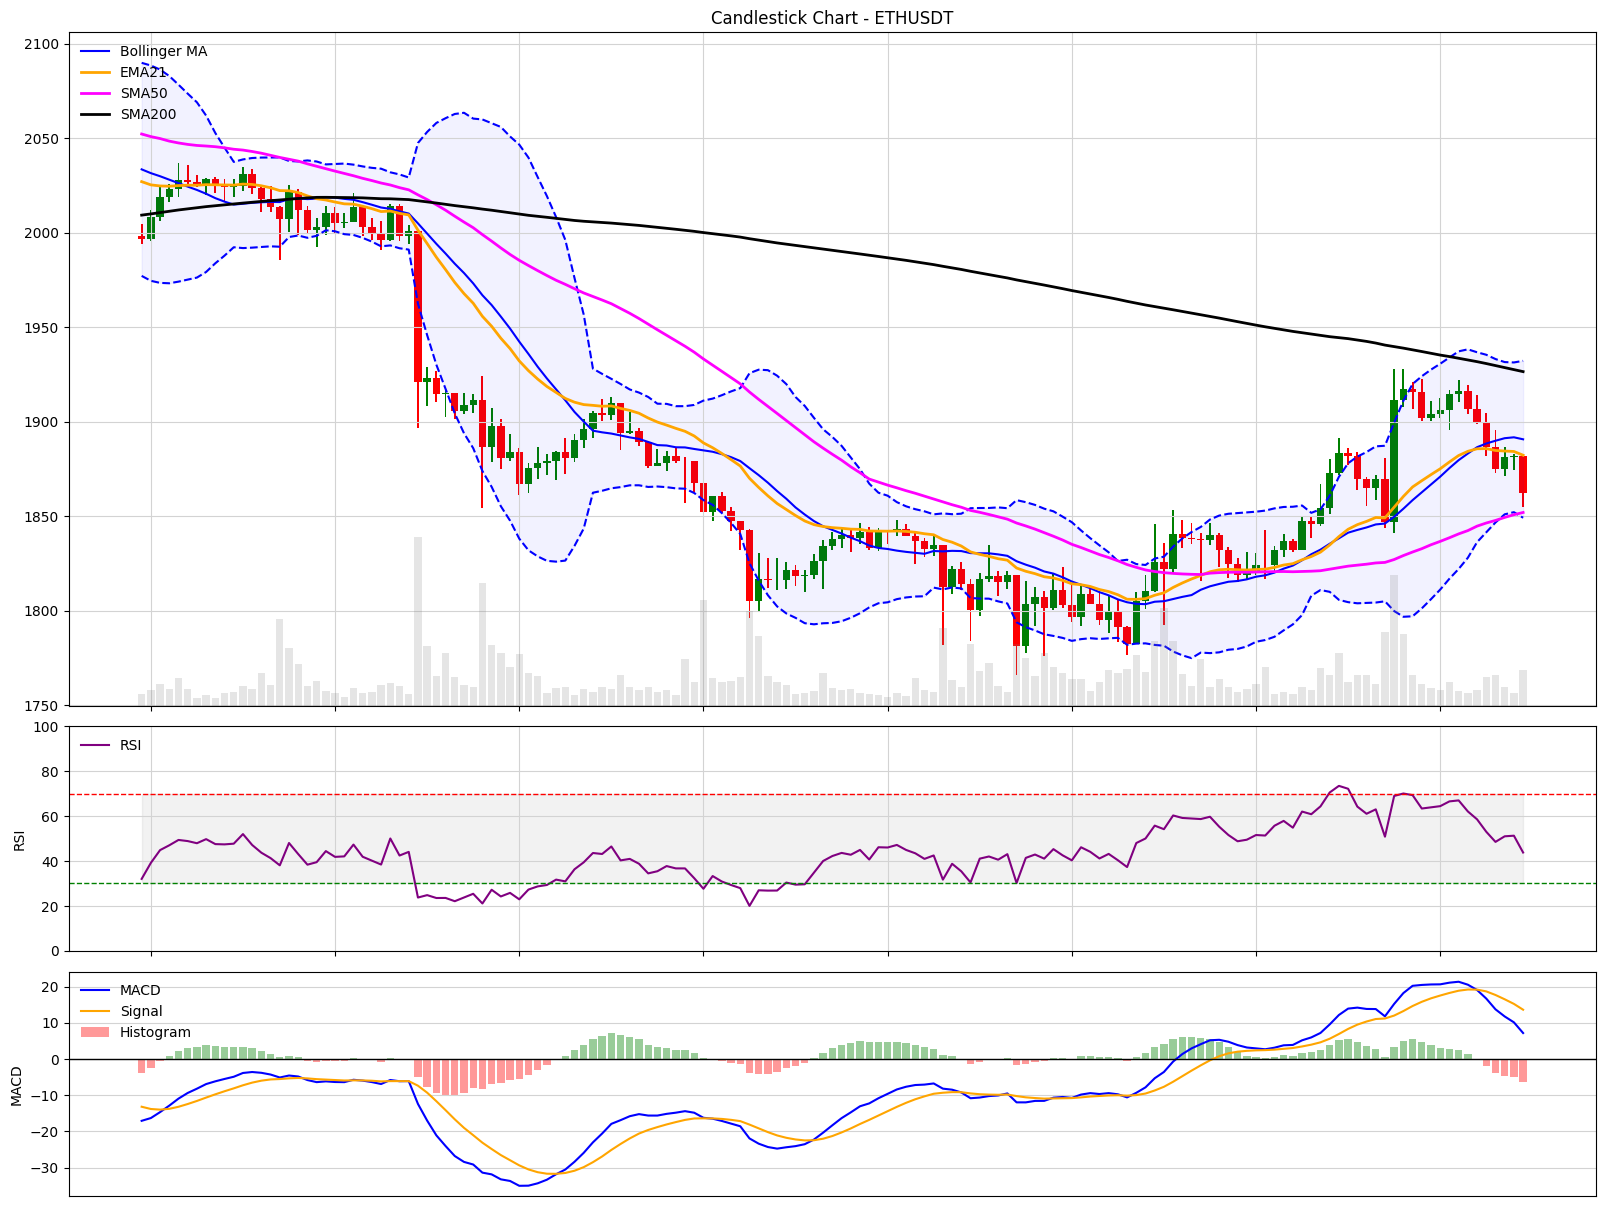 Candlestick Chart - ETHUSDT
Bollinger MA
EMA21
SMA50
SMA200
2100
2050
2000
1950
1900
1850
1800
1750
RSI
RSI
100
80
60
40
20
0
MACD
Signal
Histogram
MACD
20
10
0
−10
−20
−30